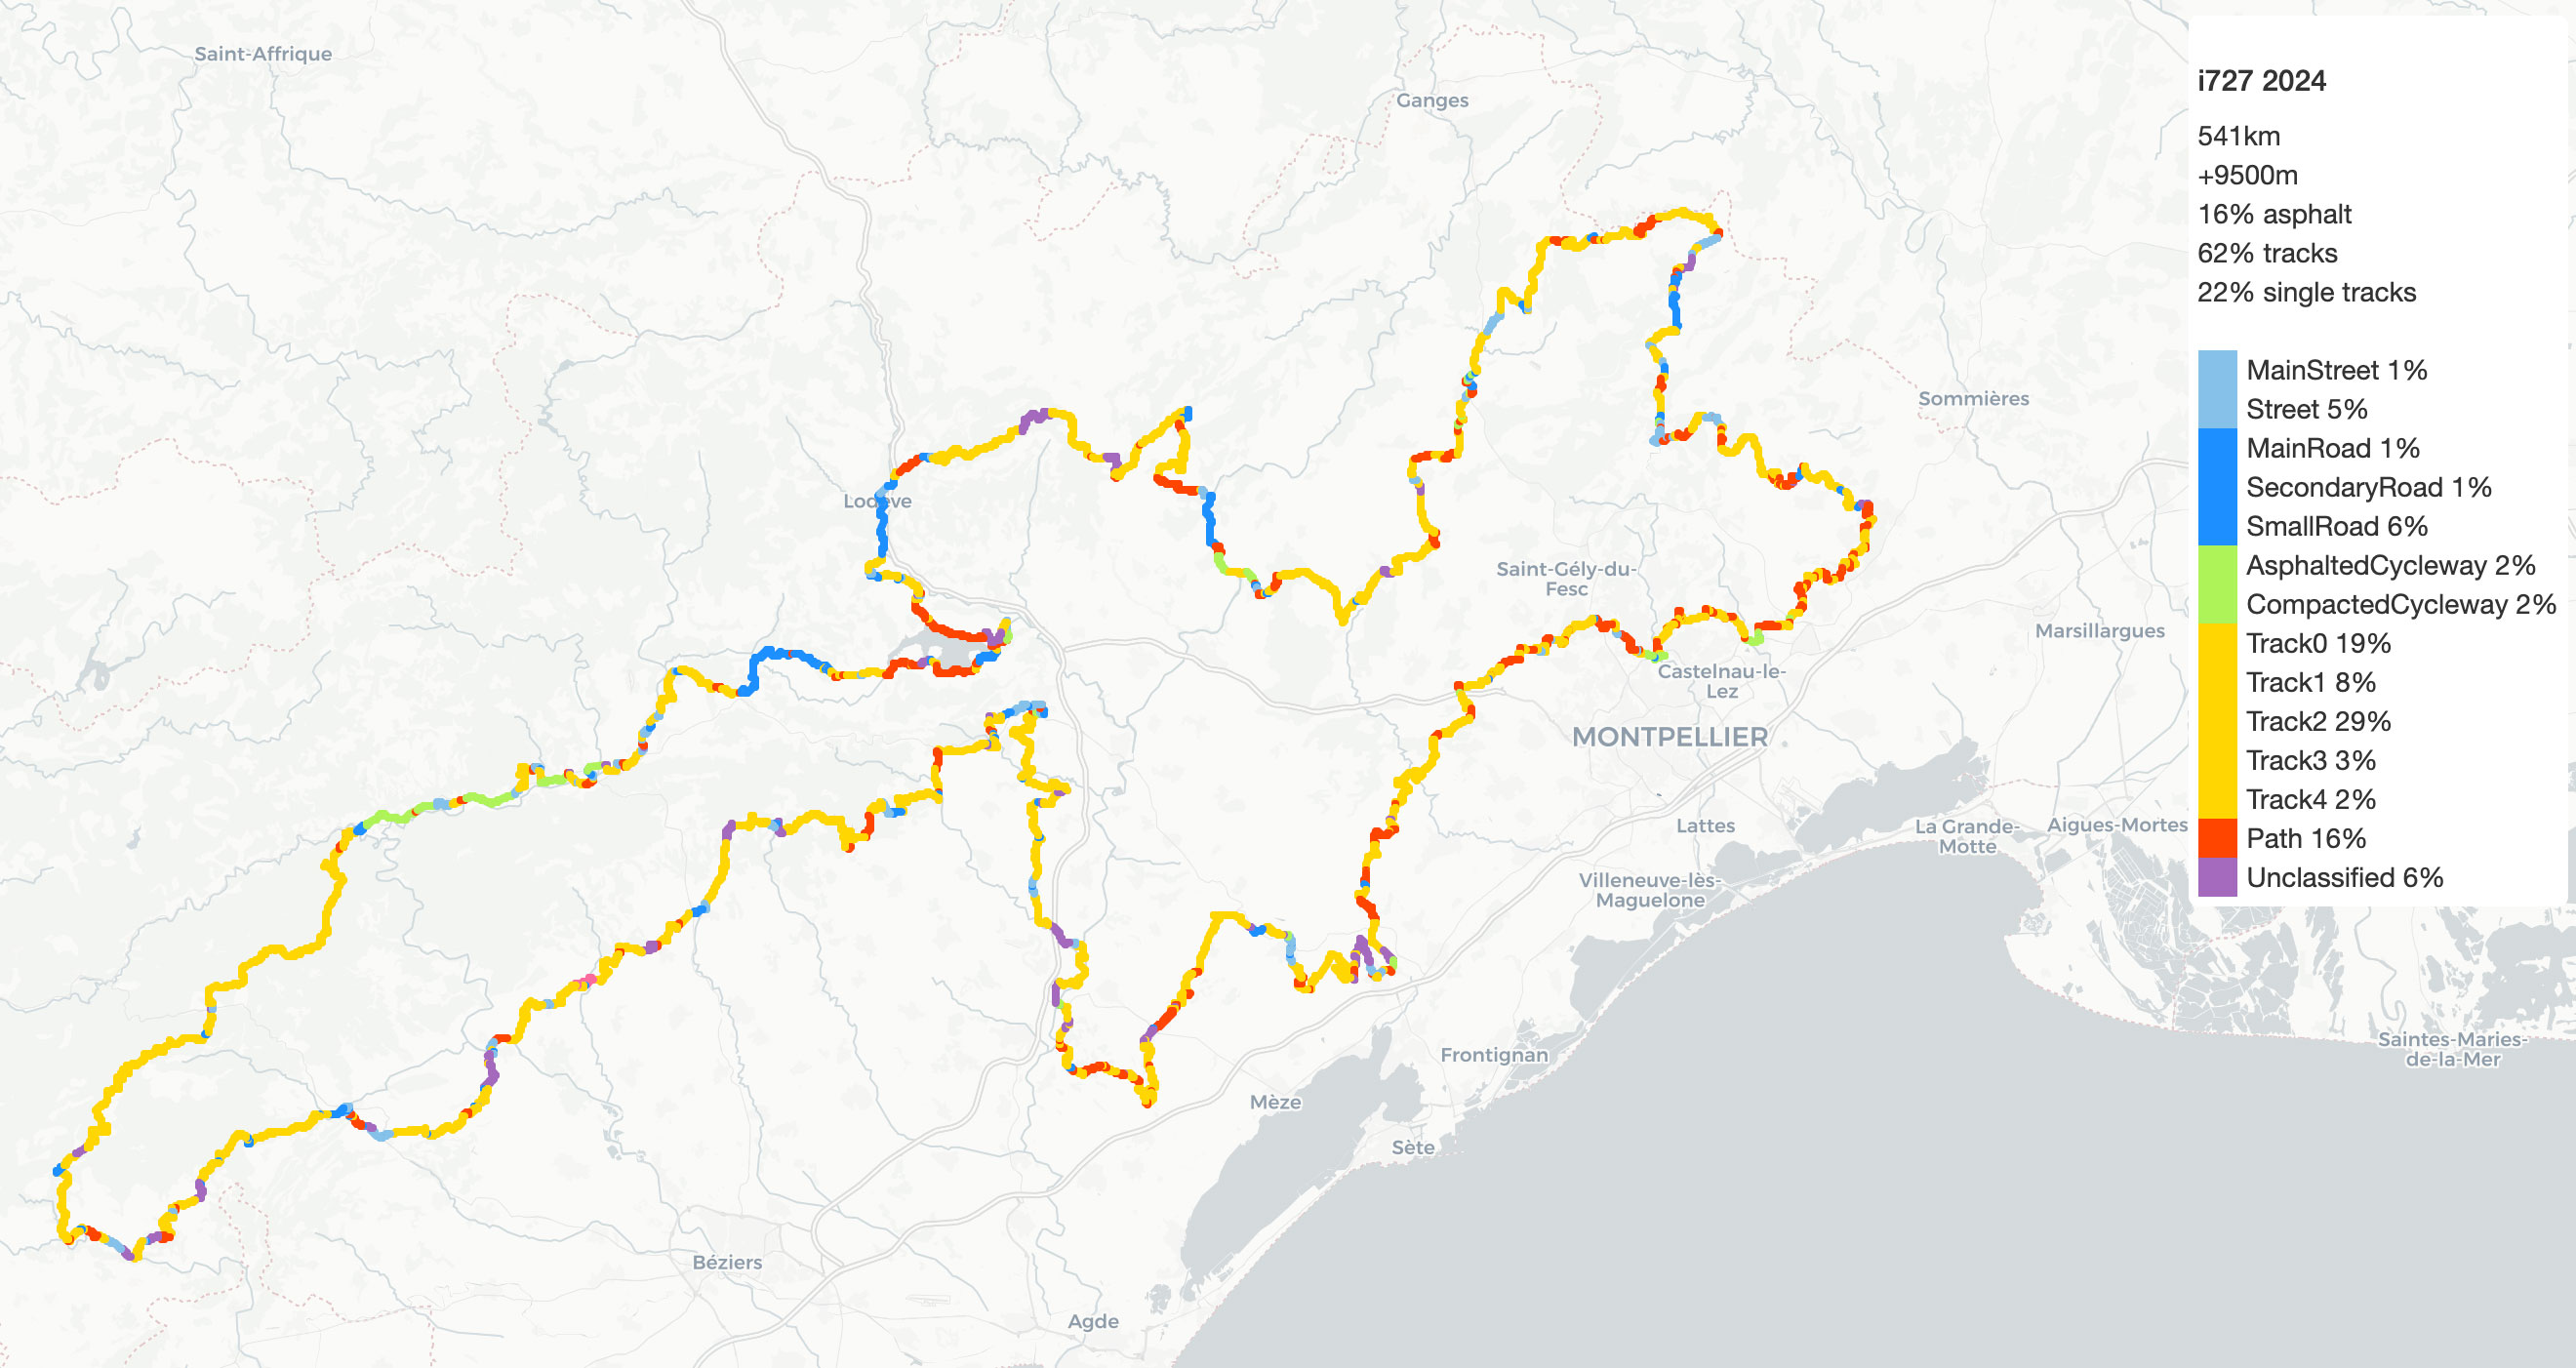 Saint-Affrique
Ganges
Sommières
Lodève
Saint-Gély-du-
Fesc
Marsillargues
Castelnau-le-
Lez
MONTPELLIER
Lattes
La Grande-
Motte
Aigues-Mortes
Villeneuve-lès-
Maguelone
Frontignan
Saintes-Maries-
de-la-Mer
Mèze
Sète
Béziers
Agde
i727 2024
541km
+9500m
16% asphalt
62% tracks
22% single tracks
MainStreet 1%
Street 5%
MainRoad 1%
SecondaryRoad 1%
SmallRoad 6%
AsphaltedCycleway 2%
CompactedCycleway 2%
Track0 19%
Track1 8%
Track2 29%
Track3 3%
Track4 2%
Path 16%
Unclassified 6%